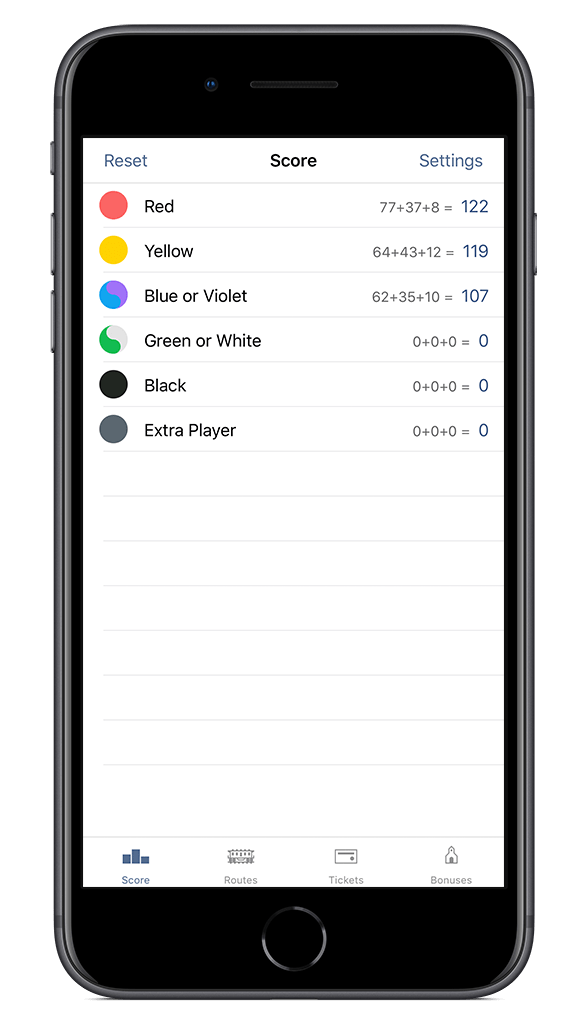 Reset Score Settings
Red 77+37+8 = 122
Yellow 64+43+12 = 119
Blue or Violet 62+35+10 = 107
Green or White 0+0+0 = 0
Black 0+0+0 = 0
Extra Player 0+0+0 = 0
Score Routes Tickets Bonuses